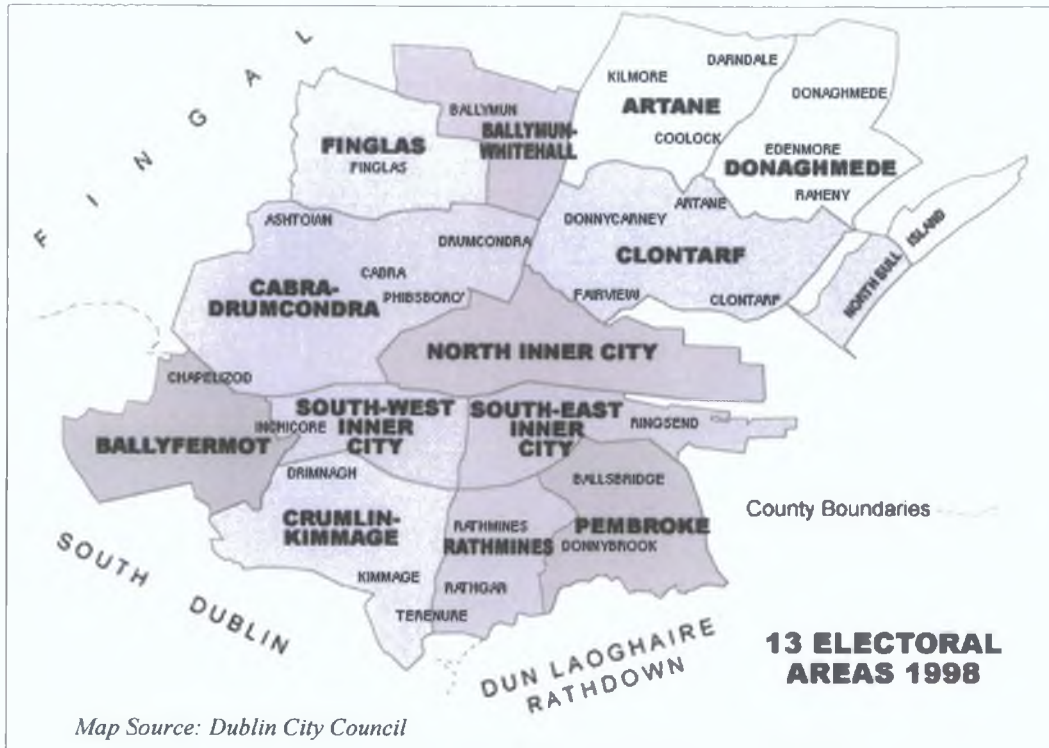 FINGAL
KILMORE
DARNDALE
ARTANE
COOLOCK
DONAGHMEDE
EDENMORE
DONAGHMEDE
RAHENY
BALLYMUN
BALLYMUN-
WHITEHALL
FINGLAS
FINGLAS
ASHTOWN
DRUMCONDRA
CABRA
CABRA-
DRUMCONDRA
PHIBSBORO'
ARTANE
DONNYCARNEY
CLONTARF
FAIRVIEW
CLONTARF
NORTH BULL
ISLAND
NORTH INNER CITY
CHAPELIZOD
BALLYFERMOT
INCHICORE
SOUTH-WEST
INNER
CITY
SOUTH-EAST
INNER
CITY
RINGSEND
DRIMNAGH
CRUMLIN-
KIMMAGE
KIMMAGE
TERENURE
RATHMINES
RATHMINES
RATHGAR
BALLSBRIDGE
PEMBROKE
DONNYBROOK
County Boundaries
SOUTH DUBLIN
DUN LAOGHAIRE
RATHDOWN
13 ELECTORAL
AREAS 1998
Map Source: Dublin City Council